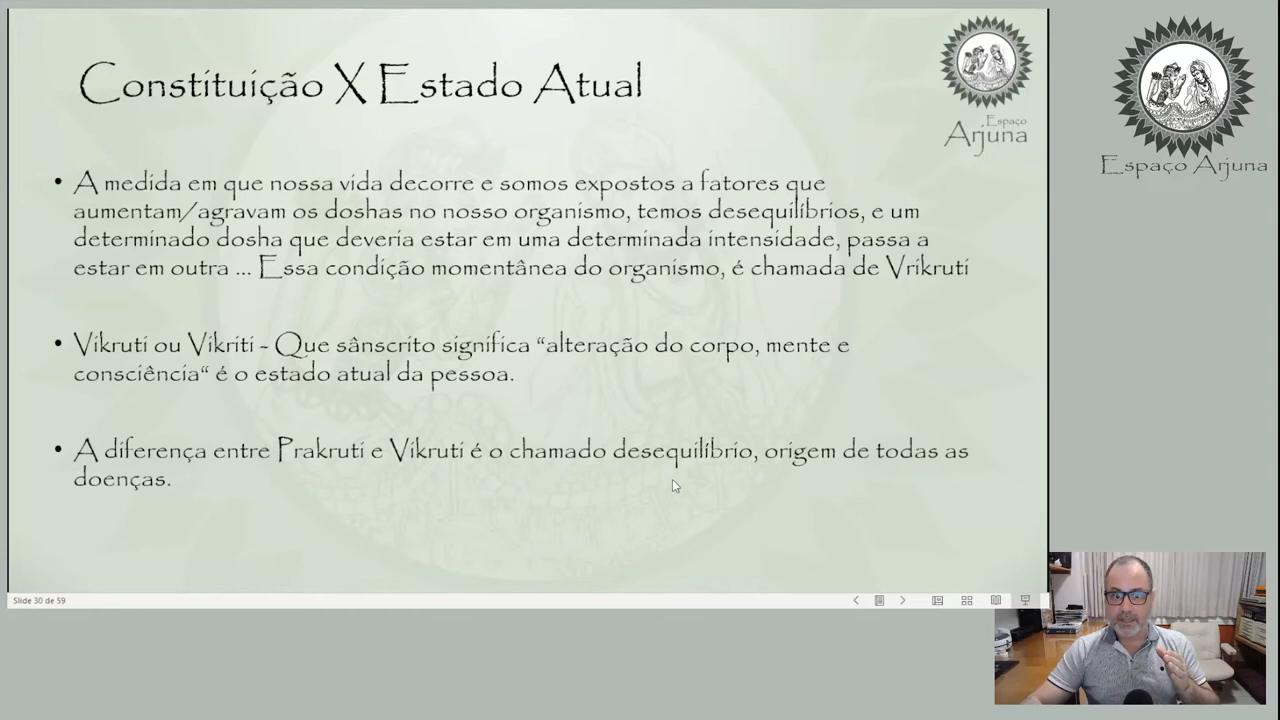 Constituição X Estado Atual
Espaço
Arjuna
Espaço Arjuna
• A medida em que nossa vida decorre e somos expostos a fatores que
aumentam/agravam os doshas no nosso organismo, temos desequilíbrios, e um
determinado dosha que deveria estar em uma determinada intensidade, passa a
estar em outra ... Essa condição momentânea do organismo, é chamada de Vrikruti
• Vikruti ou Vikriti - Que sânscrito significa “alteração do corpo, mente e
consciência“ é o estado atual da pessoa.
• A diferença entre Prakruti e Vikruti é o chamado desequilíbrio, origem de todas as
doenças.
Slide 30 de 59